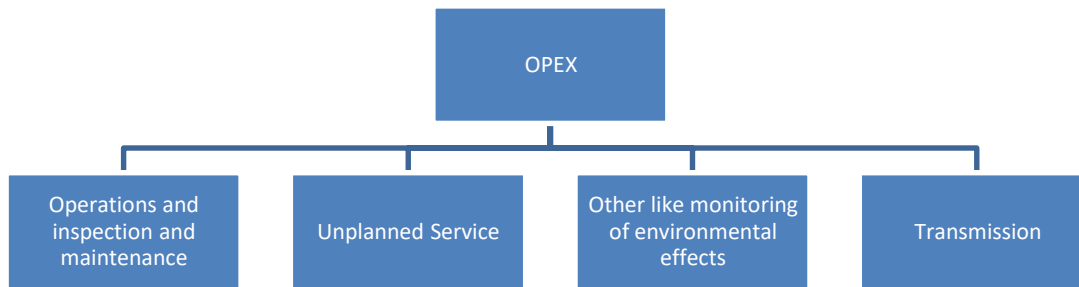 OPEX
Operations and
inspection and
maintenance
Unplanned Service
Other like monitoring
of environmental
effects
Transmission